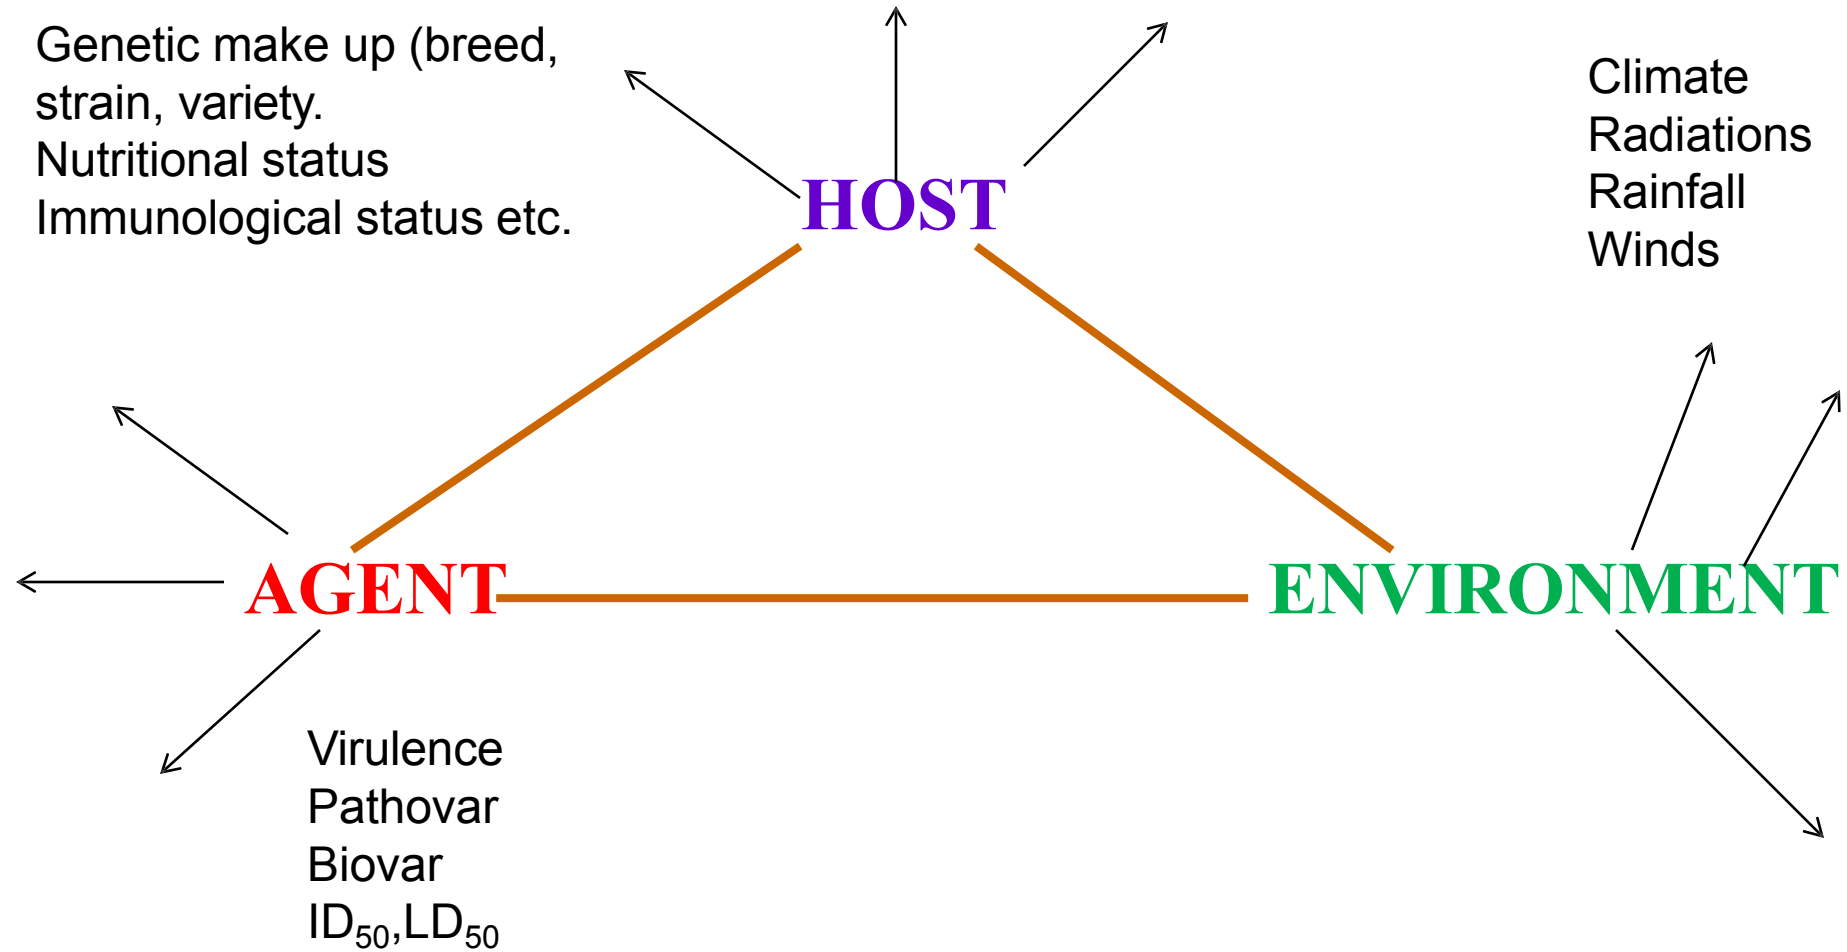 Genetic make up (breed,
strain, variety.
Nutritional status
Immunological status etc.
HOST
Climate
Radiations
Rainfall
Winds
AGENT
ENVIRONMENT
Virulence
Pathovar
Biovar
ID₅₀,LD₅₀